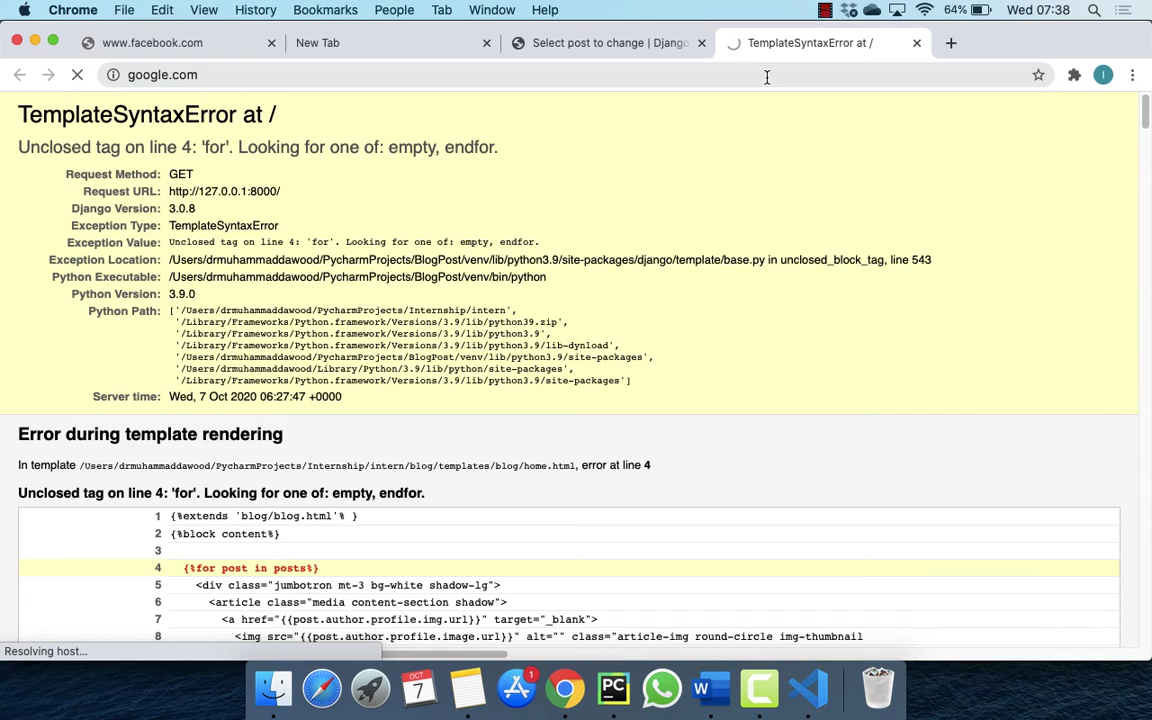 Chrome File Edit View History Bookmarks People Tab Window Help 64% Wed 07:38
www.facebook.com New Tab Select post to change | Django TemplateSyntaxError at /
google.com I
TemplateSyntaxError at /
Unclosed tag on line 4: 'for'. Looking for one of: empty, endfor.
Request Method: GET
Request URL: http://127.0.0.1:8000/
Django Version: 3.0.8
Exception Type: TemplateSyntaxError
Exception Value: Unclosed tag on line 4: 'for'. Looking for one of: empty, endfor.
Exception Location: /Users/drmuhammaddawood/PycharmProjects/BlogPost/venv/lib/python3.9/site-packages/django/template/base.py in unclosed_block_tag, line 543
Python Executable: /Users/drmuhammaddawood/PycharmProjects/BlogPost/venv/bin/python
Python Version: 3.9.0
Python Path: ['/Users/drmuhammaddawood/PycharmProjects/Internship/intern',
'/Library/Frameworks/Python.framework/Versions/3.9/lib/python39.zip',
'/Library/Frameworks/Python.framework/Versions/3.9/lib/python3.9',
'/Library/Frameworks/Python.framework/Versions/3.9/lib/python3.9/lib-dynload',
'/Users/drmuhammaddawood/PycharmProjects/BlogPost/venv/lib/python3.9/site-packages',
'/Users/drmuhammaddawood/Library/Python/3.9/lib/python/site-packages',
'/Library/Frameworks/Python.framework/Versions/3.9/lib/python3.9/site-packages']
Server time: Wed, 7 Oct 2020 06:27:47 +0000
Error during template rendering
In template /Users/drmuhammaddawood/PycharmProjects/Internship/intern/blog/templates/blog/home.html, error at line 4
Unclosed tag on line 4: 'for'. Looking for one of: empty, endfor.
1 {%extends 'blog/blog.html'% }
2 {%block content%}
3
4 {%for post in posts%}
5 <div class="jumbotron mt-3 bg-white shadow-lg">
6 <article class="media content-section shadow">
7 <a href="{{post.author.profile.img.url}}" target="_blank">
8 <img src="{{post.author.profile.image.url}}" alt="" class="article-img round-circle img-thumbnail
Resolving host...
OCT
7
1
PC
W
C